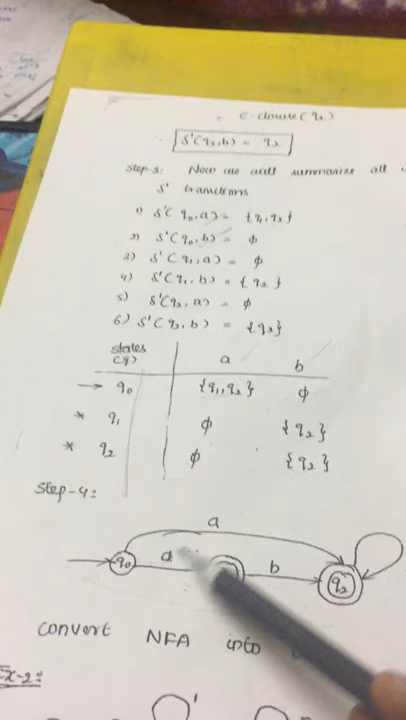 ε-closure(q₂)
δ'(q₂,b) = q₂
Step-3: Now we will summarize all
δ' transitions
1) δ'(q₀,a) = {q₁,q₂}
2) δ'(q₀,b) = ϕ
3) δ'(q₁,a) = ϕ
4) δ'(q₁,b) = {q₂}
5) δ'(q₂,a) = ϕ
6) δ'(q₂,b) = {q₂}
states
(q) a b
→ q₀ {q₁,q₂} ϕ
* q₁ ϕ {q₂}
* q₂ ϕ {q₂}
Step-4:
a
q₀ a b q₂
convert NFA into
Ex-2: